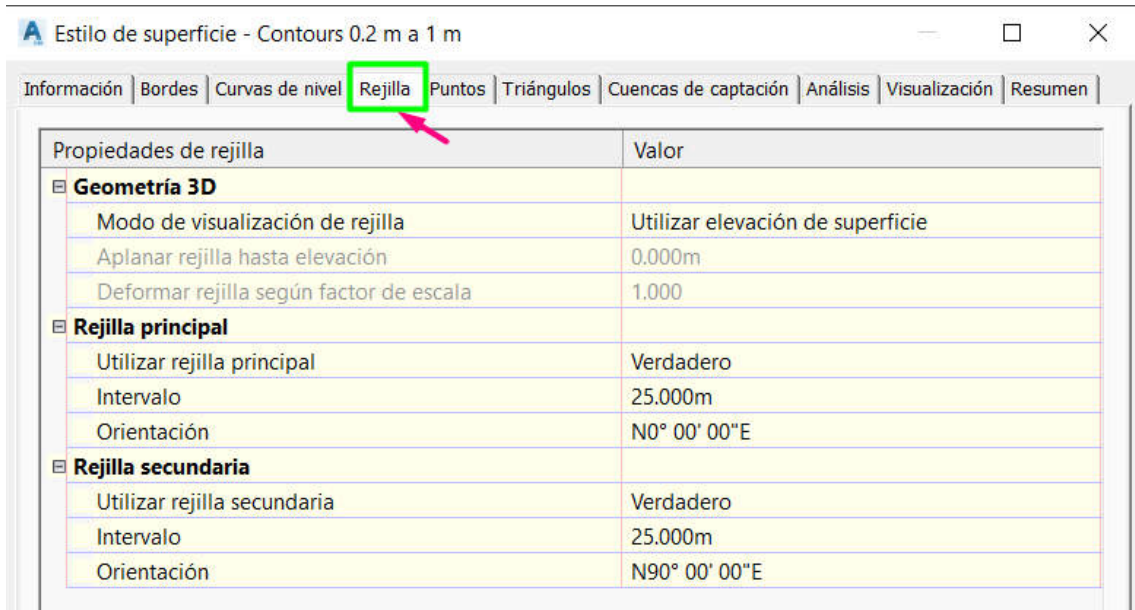 Estilo de superficie - Contours 0.2 m a 1 m
Información Bordes Curvas de nivel Rejilla Puntos Triángulos Cuencas de captación Análisis Visualización Resumen
Propiedades de rejilla Valor
Geometría 3D
Modo de visualización de rejilla Utilizar elevación de superficie
Aplanar rejilla hasta elevación 0.000m
Deformar rejilla según factor de escala 1.000
Rejilla principal
Utilizar rejilla principal Verdadero
Intervalo 25.000m
Orientación N0° 00' 00"E
Rejilla secundaria
Utilizar rejilla secundaria Verdadero
Intervalo 25.000m
Orientación N90° 00' 00"E